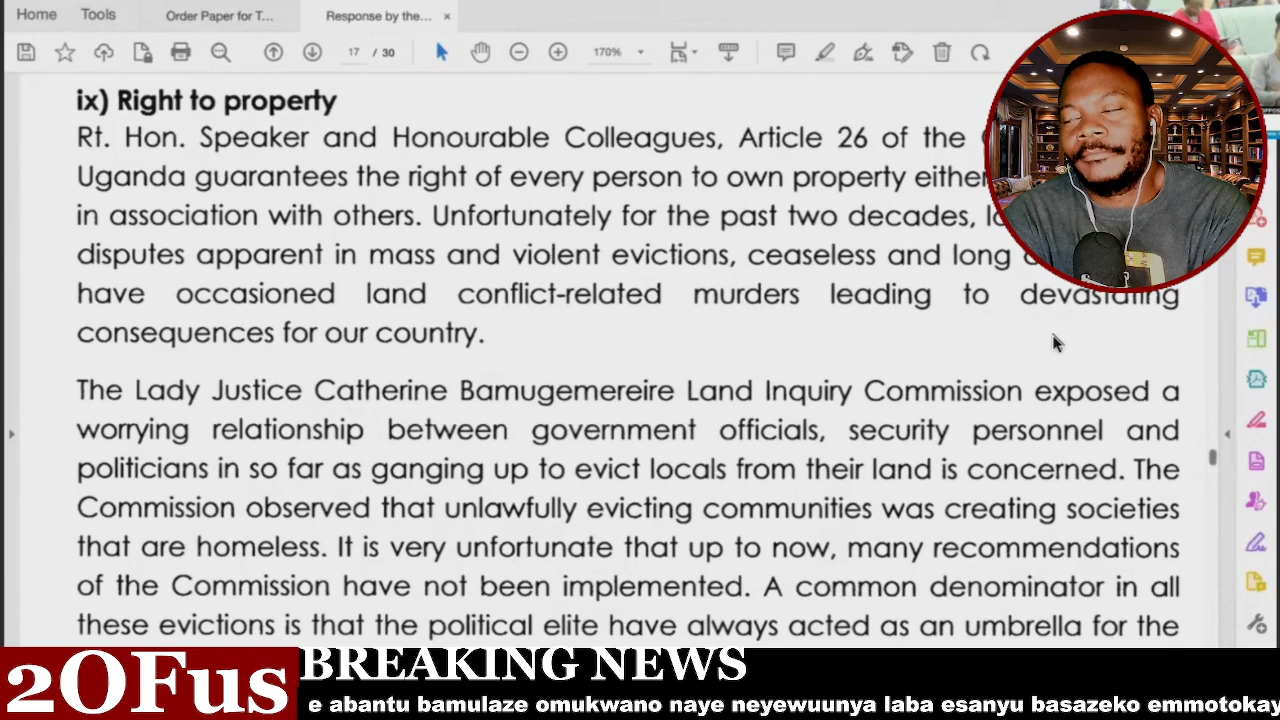 Home Tools Order Paper for T... Response by the... ×
17 / 30 170%
ix) Right to property
Rt. Hon. Speaker and Honourable Colleagues, Article 26 of the
Uganda guarantees the right of every person to own property either
in association with others. Unfortunately for the past two decades,
disputes apparent in mass and violent evictions, ceaseless and long
have occasioned land conflict-related murders leading to devastating
consequences for our country.
The Lady Justice Catherine Bamugemereire Land Inquiry Commission exposed a
worrying relationship between government officials, security personnel and
politicians in so far as ganging up to evict locals from their land is concerned. The
Commission observed that unlawfully evicting communities was creating societies
that are homeless. It is very unfortunate that up to now, many recommendations
of the Commission have not been implemented. A common denominator in all
these evictions is that the political elite have always acted as an umbrella for the
2OFus
BREAKING NEWS
e abantu bamulaze omukwano naye neyewuunya laba esanyu basazeko emmotokay